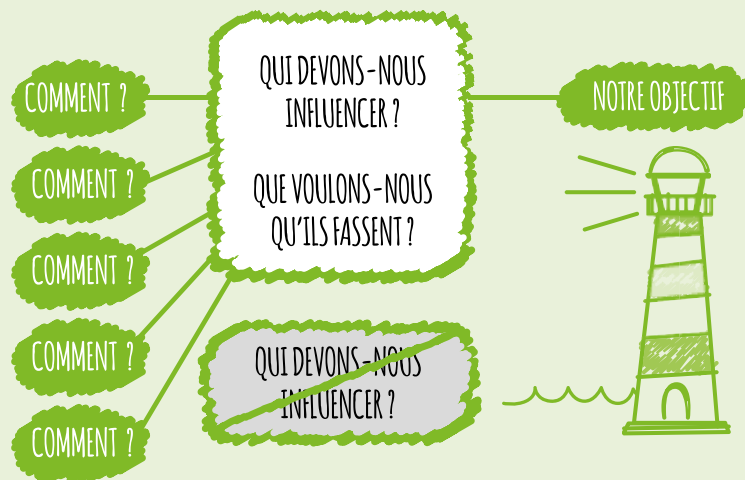 COMMENT ?
COMMENT ?
COMMENT ?
COMMENT ?
COMMENT ?
QUI DEVONS-NOUS
INFLUENCER ?
QUE VOULONS-NOUS
QU'ILS FASSENT ?
QUI DEVONS-NOUS
INFLUENCER ?
NOTRE OBJECTIF